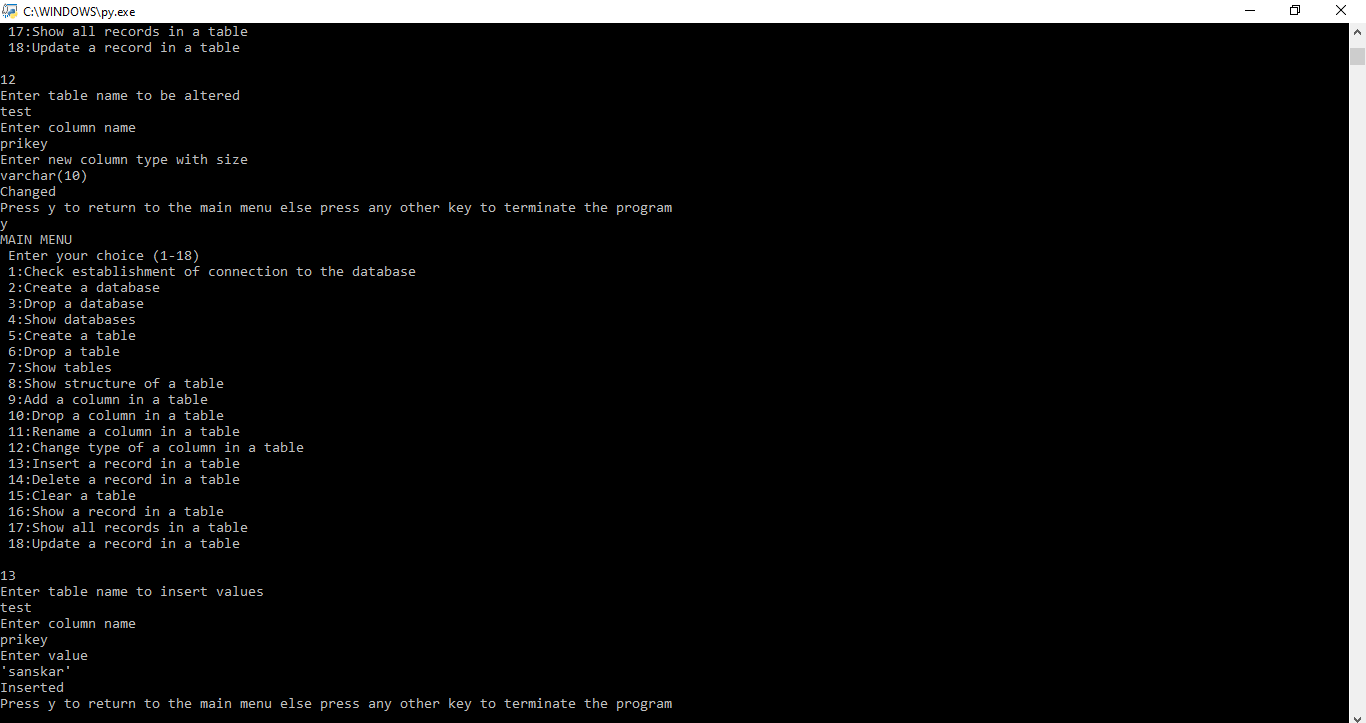 C:\WINDOWS\py.exe
 17:Show all records in a table
 18:Update a record in a table

12
Enter table name to be altered
test
Enter column name
prikey
Enter new column type with size
varchar(10)
Changed
Press y to return to the main menu else press any other key to terminate the program
y
MAIN MENU
 Enter your choice (1-18)
 1:Check establishment of connection to the database
 2:Create a database
 3:Drop a database
 4:Show databases
 5:Create a table
 6:Drop a table
 7:Show tables
 8:Show structure of a table
 9:Add a column in a table
 10:Drop a column in a table
 11:Rename a column in a table
 12:Change type of a column in a table
 13:Insert a record in a table
 14:Delete a record in a table
 15:Clear a table
 16:Show a record in a table
 17:Show all records in a table
 18:Update a record in a table

13
Enter table name to insert values
test
Enter column name
prikey
Enter value
'sanskar'
Inserted
Press y to return to the main menu else press any other key to terminate the program